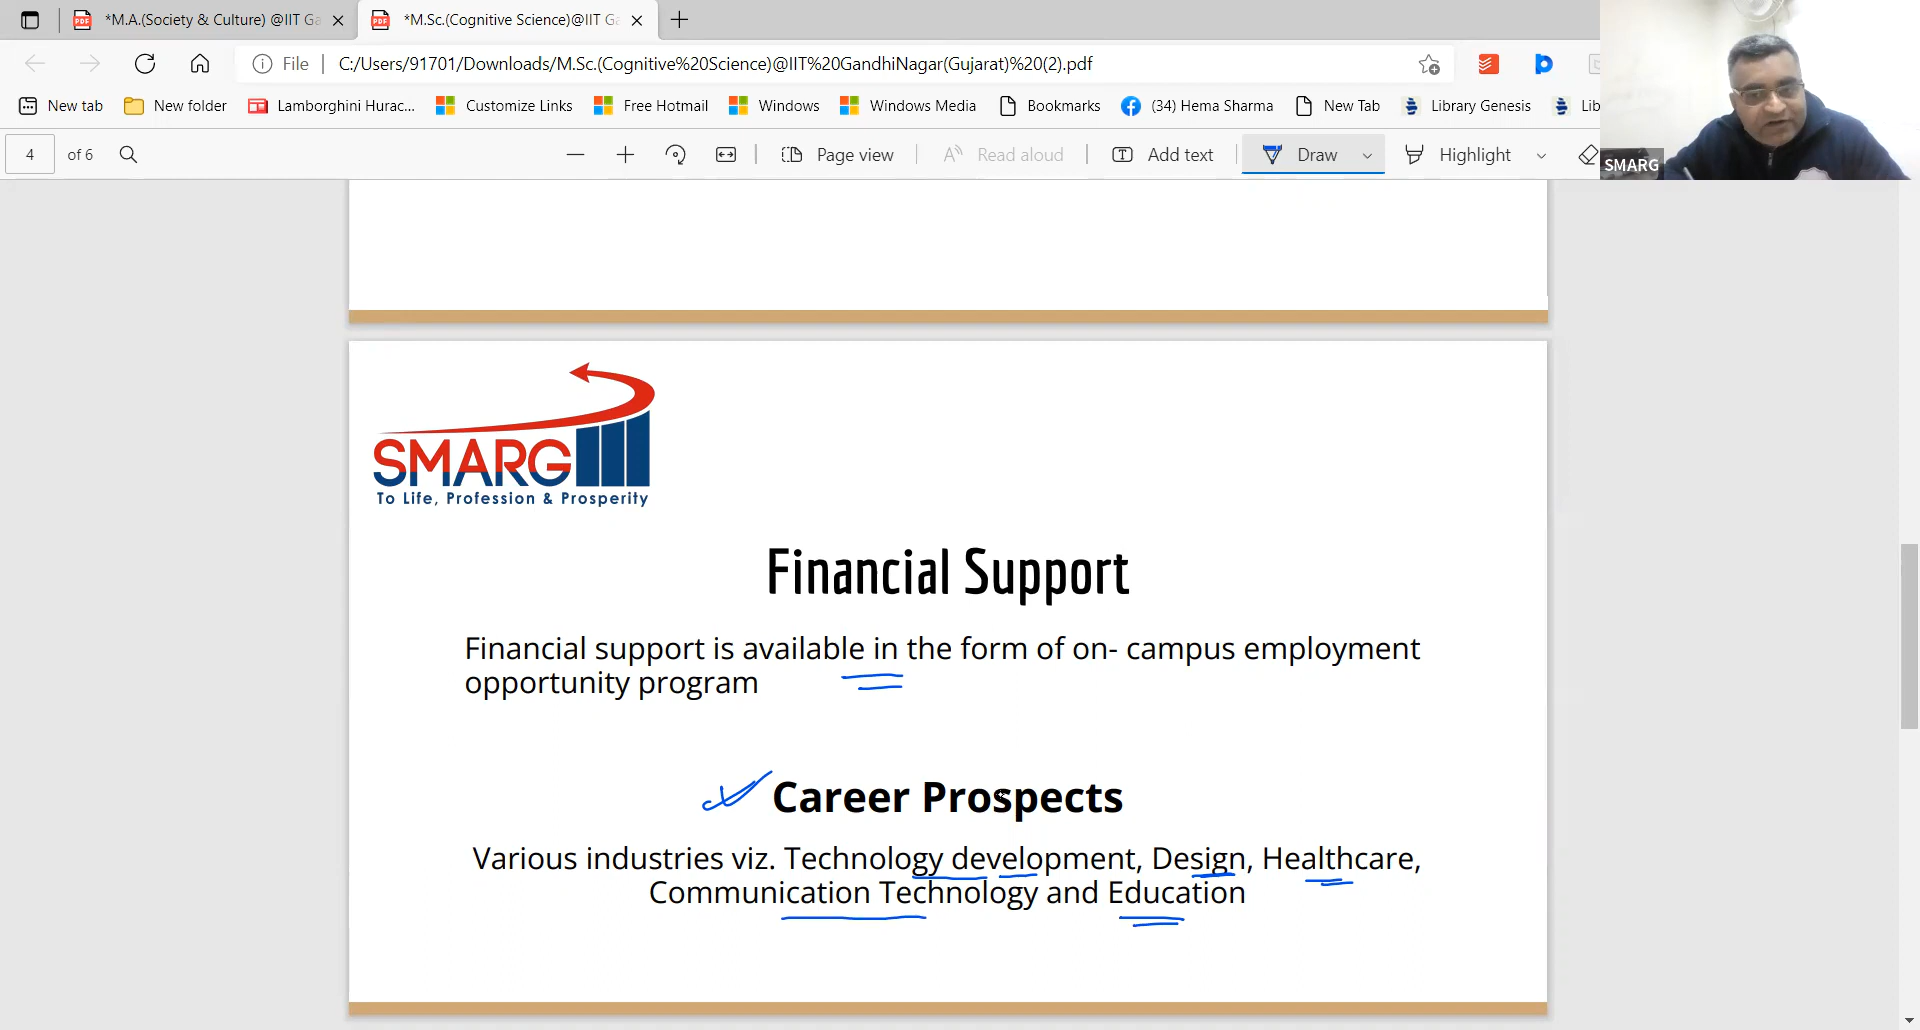 *M.A.(Society & Culture) @IIT Ga
*M.Sc.(Cognitive Science)@IIT G
File
C:/Users/91701/Downloads/M.Sc.(Cognitive%20Science)@IIT%20GandhiNagar(Gujarat)%20(2).pdf
New tab
New folder
Lamborghini Hurac...
Customize Links
Free Hotmail
Windows
Windows Media
Bookmarks
(34) Hema Sharma
New Tab
Library Genesis
Lib
4 of 6
Page view
Read aloud
Add text
Draw
Highlight
SMARG
SMARG
To Life, Profession & Prosperity
Financial Support
Financial support is available in the form of on- campus employment
opportunity program
Career Prospects
Various industries viz. Technology development, Design, Healthcare,
Communication Technology and Education